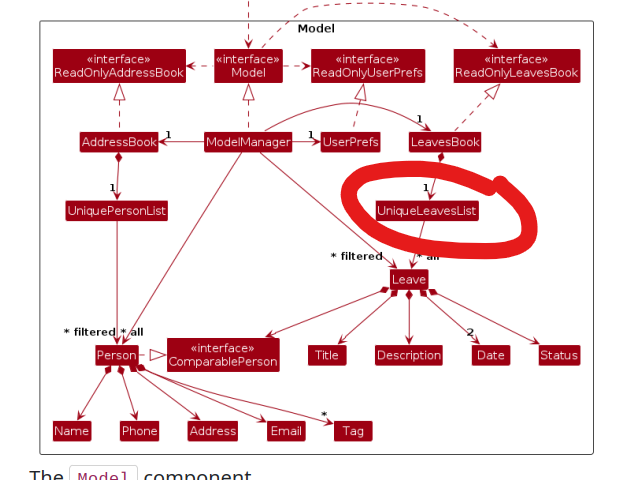 Model
«interface»
ReadOnlyAddressBook
«interface»
Model
«interface»
ReadOnlyUserPrefs
«interface»
ReadOnlyLeavesBook
AddressBook
1
ModelManager
1
UserPrefs
1
LeavesBook
1
UniquePersonList
1
UniqueLeavesList
* filtered
* all
Leave
* filtered
* all
Person
«interface»
ComparablePerson
Title
Description
2
Date
Status
Name
Phone
Address
Email
*
Tag
The Model component